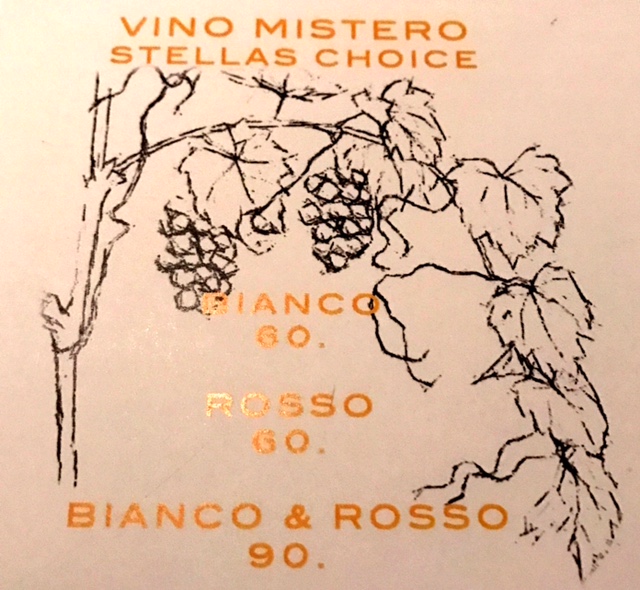 VINO MISTERO
STELLAS CHOICE
BIANCO
60.
ROSSO
60.
BIANCO & ROSSO
90.